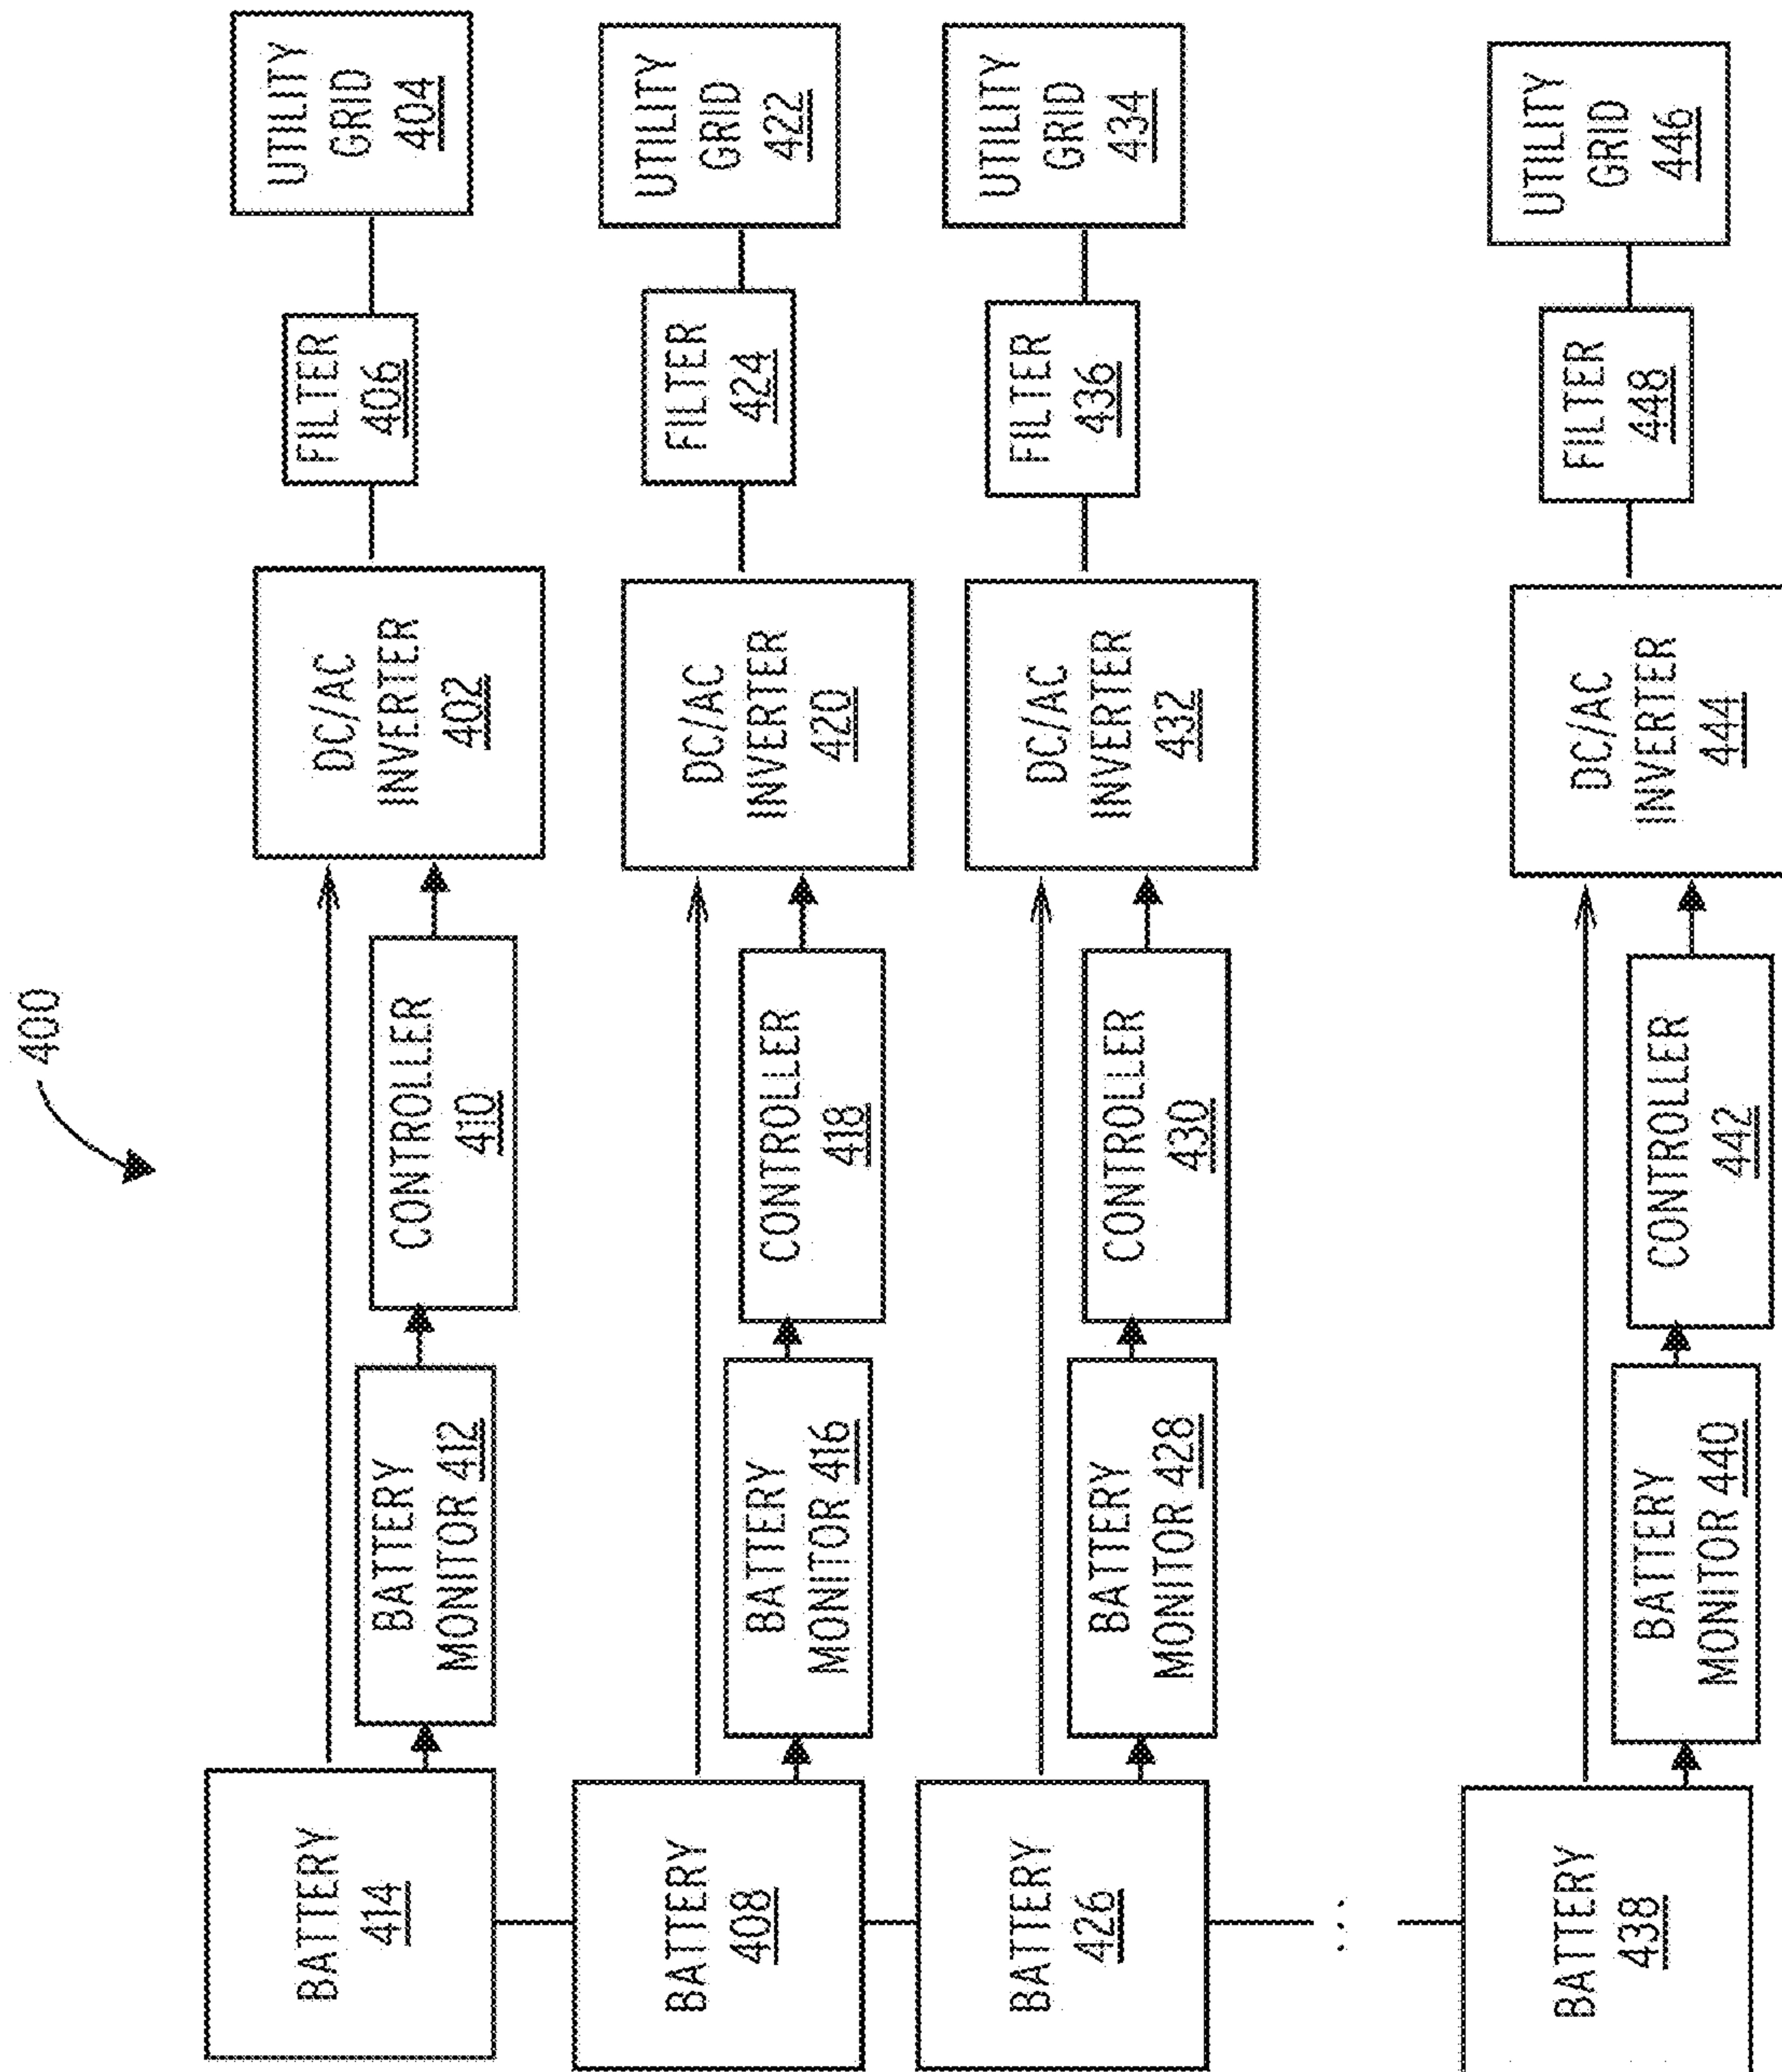 400
BATTERY
414
BATTERY
MONITOR 412
CONTROLLER
410
DC/AC
INVERTER
402
FILTER
406
UTILITY
GRID
404
BATTERY
408
BATTERY
MONITOR 416
CONTROLLER
418
DC/AC
INVERTER
420
FILTER
424
UTILITY
GRID
422
BATTERY
426
BATTERY
MONITOR 428
CONTROLLER
430
DC/AC
INVERTER
432
FILTER
436
UTILITY
GRID
434
...
BATTERY
438
BATTERY
MONITOR 440
CONTROLLER
442
DC/AC
INVERTER
444
FILTER
448
UTILITY
GRID
446